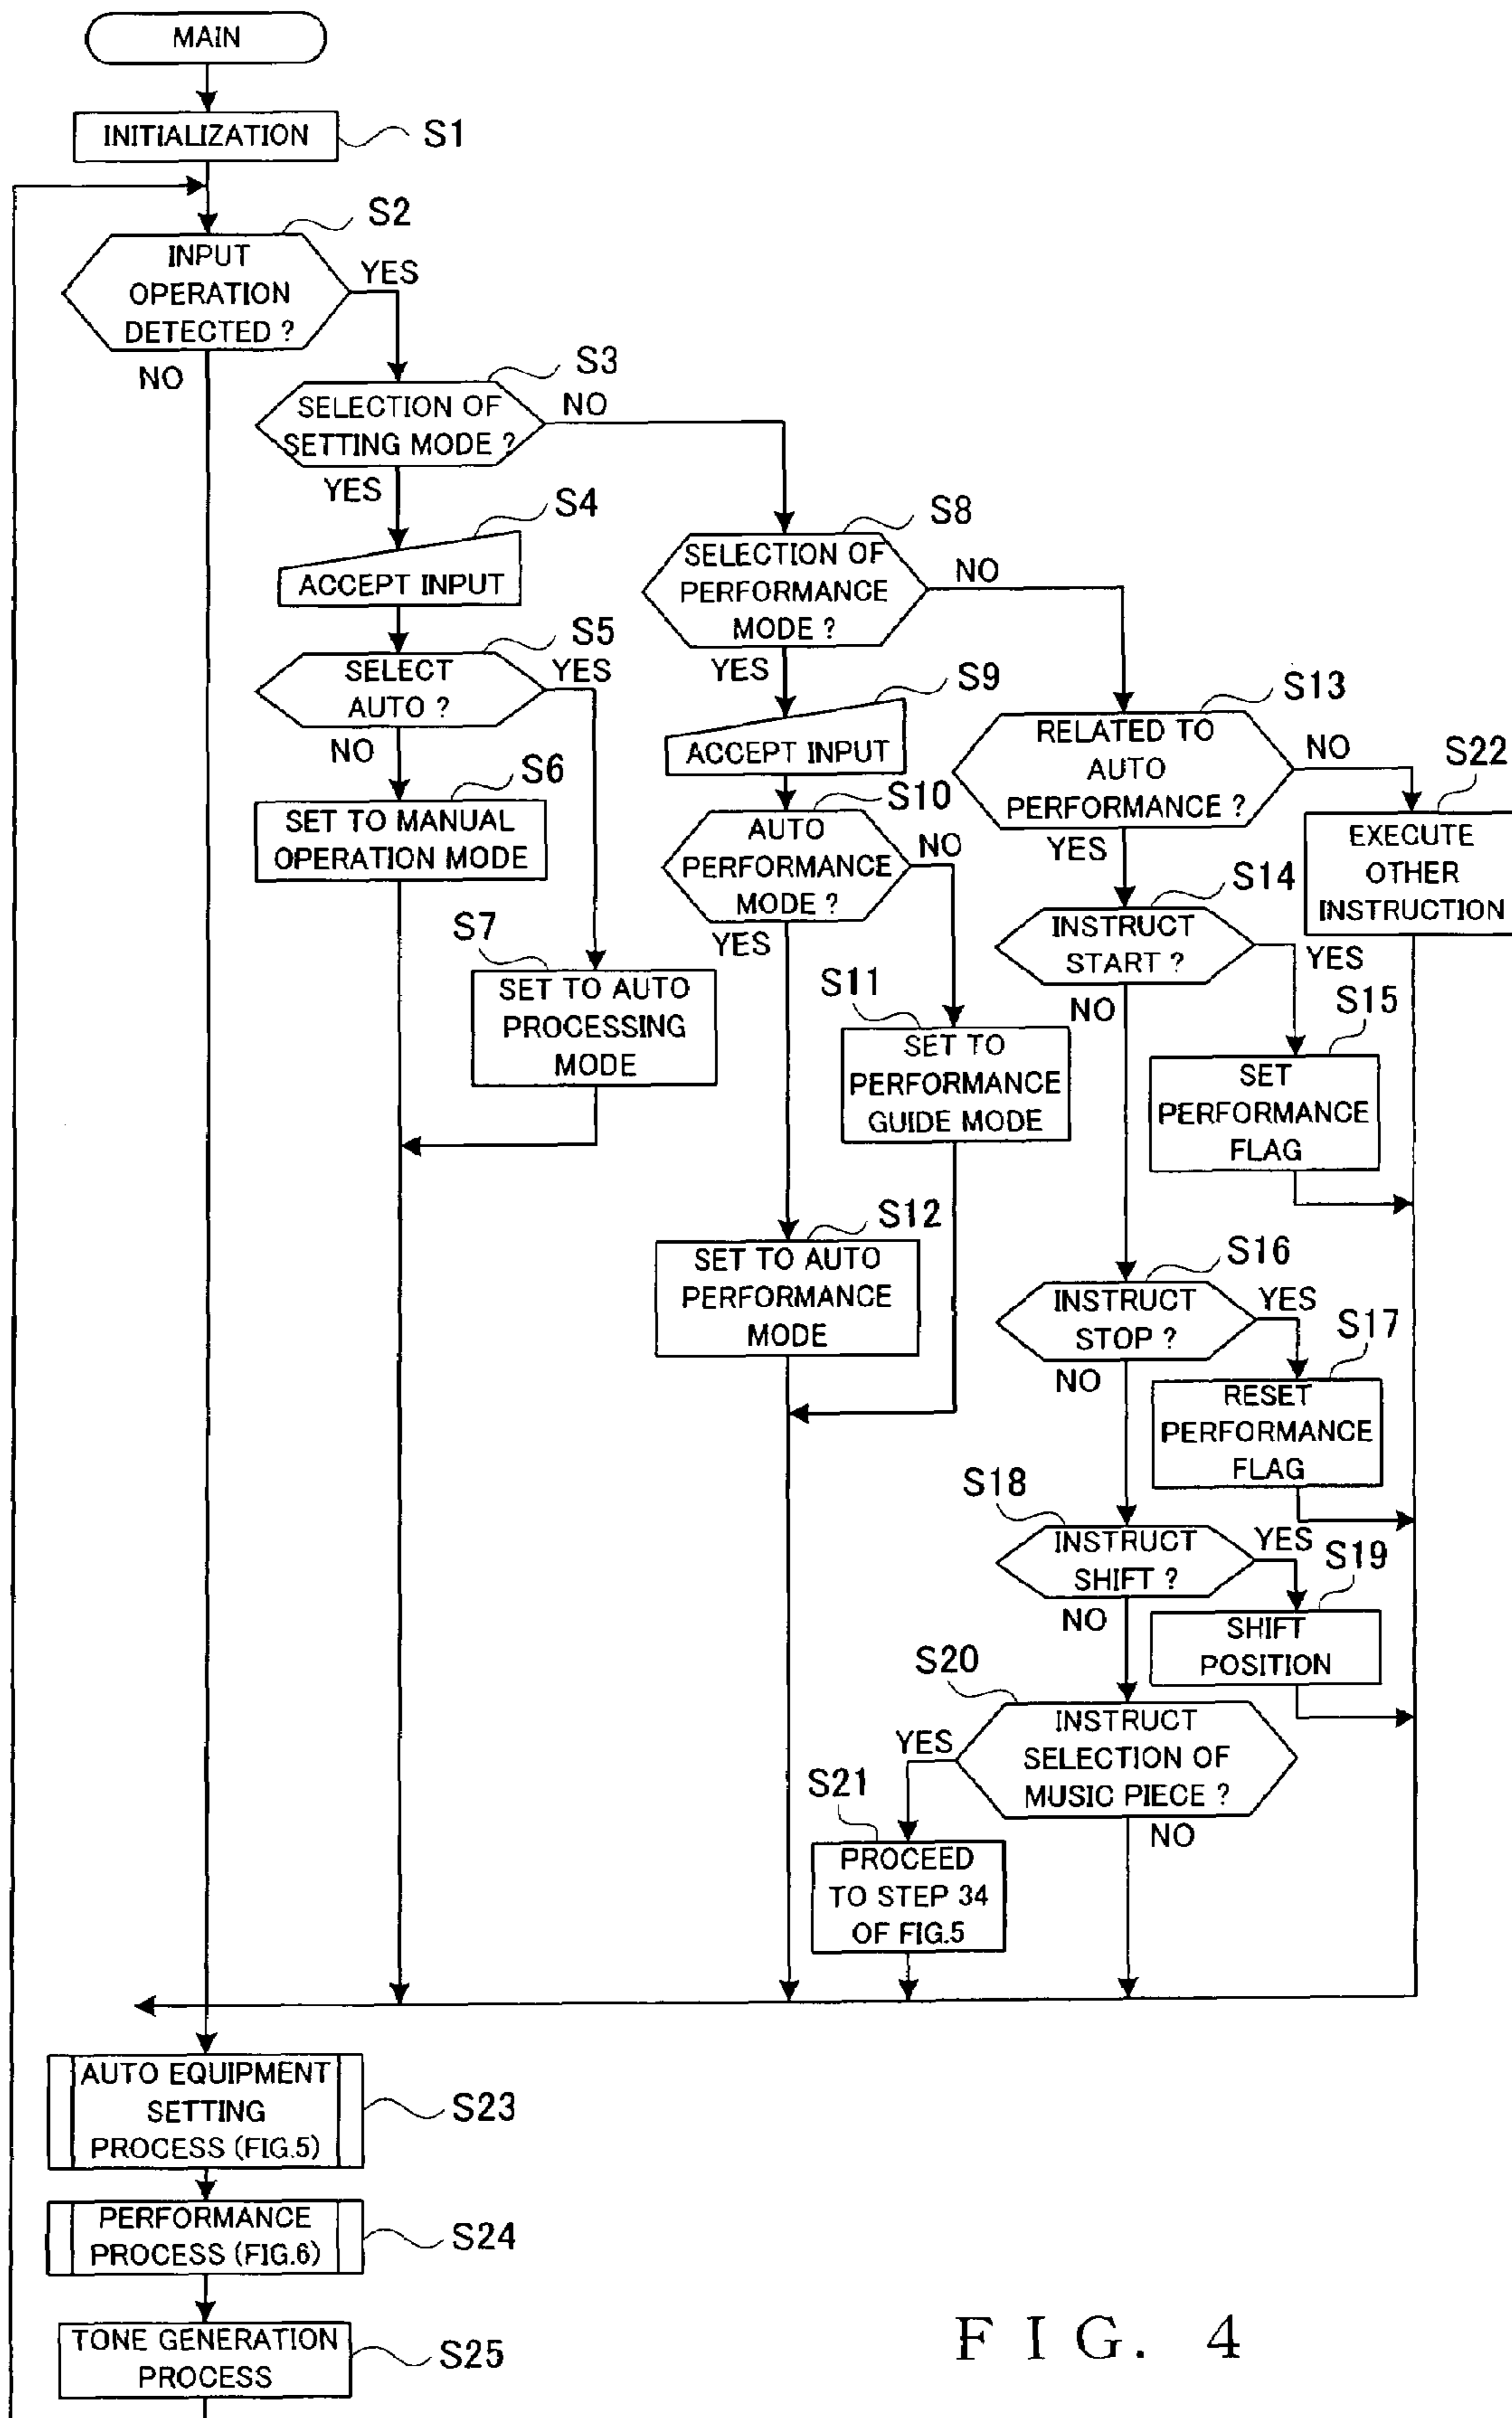 MAIN
INITIALIZATION
S1
S2
INPUT
OPERATION
DETECTED ?
YES
NO
S3
SELECTION OF
SETTING MODE ?
NO
YES
S4
ACCEPT INPUT
S5
SELECT
AUTO ?
YES
NO
S6
SET TO MANUAL
OPERATION MODE
S7
SET TO AUTO
PROCESSING
MODE
S8
SELECTION OF
PERFORMANCE
MODE ?
NO
YES
S9
ACCEPT INPUT
S10
AUTO
PERFORMANCE
MODE ?
NO
YES
S11
SET TO
PERFORMANCE
GUIDE MODE
S12
SET TO AUTO
PERFORMANCE
MODE
S13
RELATED TO
AUTO
PERFORMANCE ?
NO
YES
S22
EXECUTE
OTHER
INSTRUCTION
S14
INSTRUCT
START ?
YES
NO
S15
SET
PERFORMANCE
FLAG
S16
INSTRUCT
STOP ?
YES
NO
S17
RESET
PERFORMANCE
FLAG
S18
INSTRUCT
SHIFT ?
YES
NO
S19
SHIFT
POSITION
S20
INSTRUCT
SELECTION OF
MUSIC PIECE ?
YES
NO
S21
PROCEED
TO STEP 34
OF FIG.5
AUTO EQUIPMENT
SETTING
PROCESS (FIG.5)
S23
PERFORMANCE
PROCESS (FIG.6)
S24
TONE GENERATION
PROCESS
S25
FIG. 4